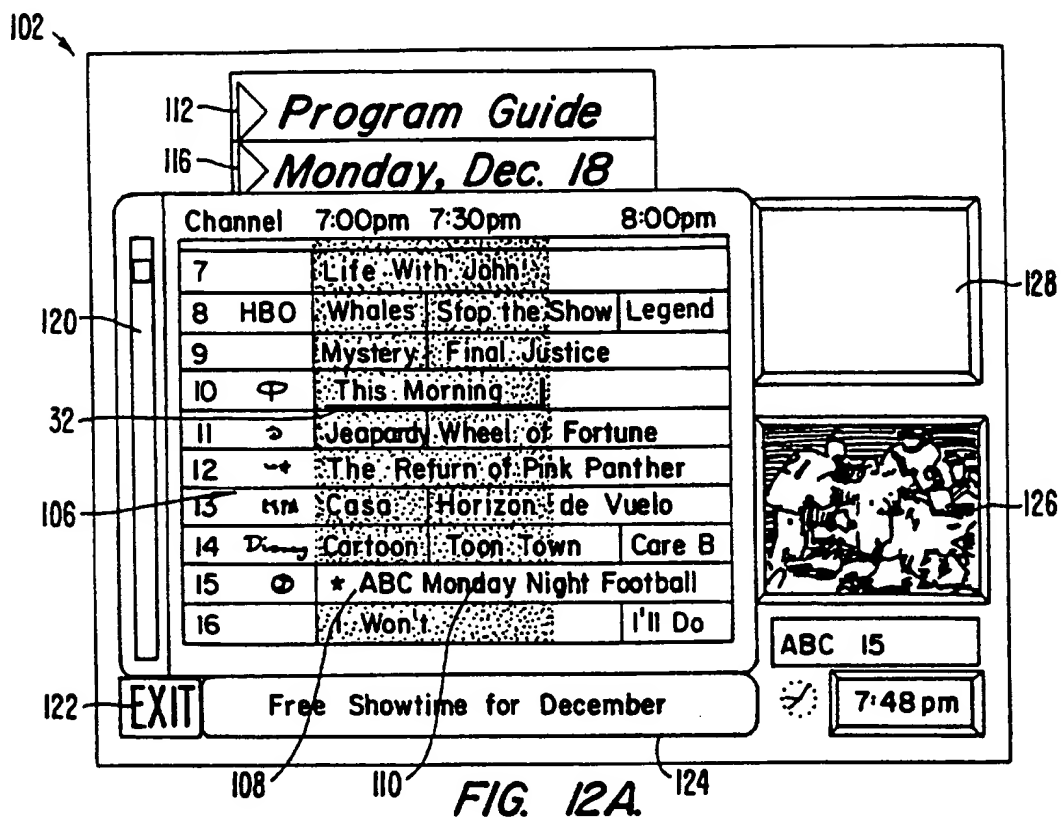 102
112
Program Guide
116
Monday, Dec. 18
Channel 7:00pm 7:30pm 8:00pm
7 Life With John
128
120
8 HBO Whales Stop the Show Legend
9 Mystery Final Justice
10 This Morning
32
11 Jeapardy Wheel of Fortune
12 The Return of Pink Panther
106
13 Casa Horizon de Vuelo
126
14 Disney Cartoon Toon Town Care B
15 * ABC Monday Night Football
16 I Won't I'll Do
ABC 15
122
EXIT
Free Showtime for December
7:48 pm
108
110
124
FIG. 12A.